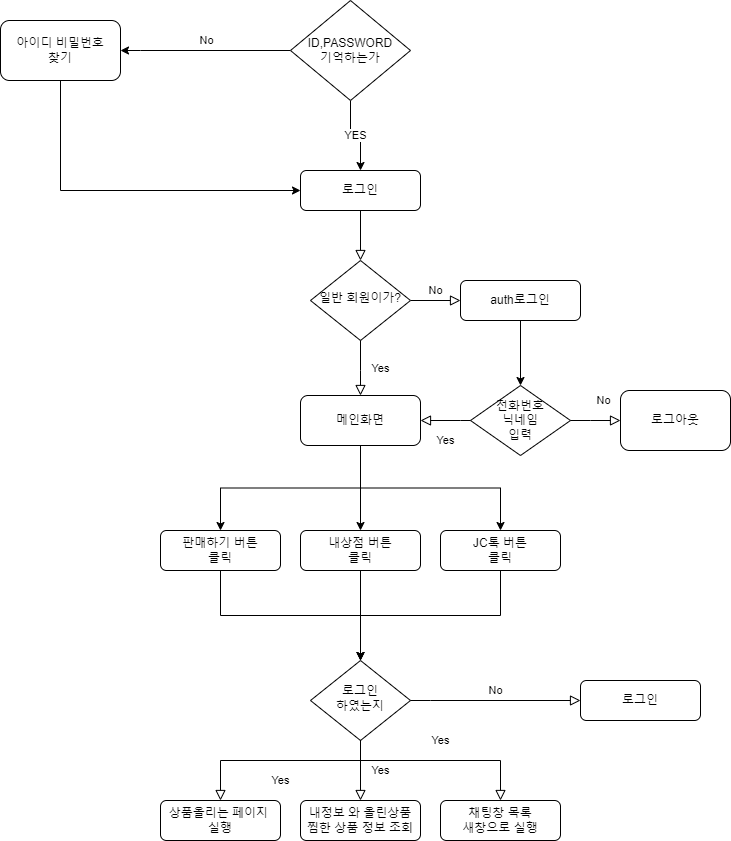 아이디 비밀번호
찾기
No
ID,PASSWORD
기억하는가
YES
로그인
일반 회원이가?
No
auth로그인
Yes
메인화면
Yes
전화번호
닉네임
입력
No
로그아웃
판매하기 버튼
클릭
내상점 버튼
클릭
JC톡 버튼
클릭
로그인
하였는지
No
로그인
Yes
Yes
Yes
상품올리는 페이지
실행
내정보 와 올린상품
찜한 상품 정보 조회
채팅창 목록
새창으로 실행